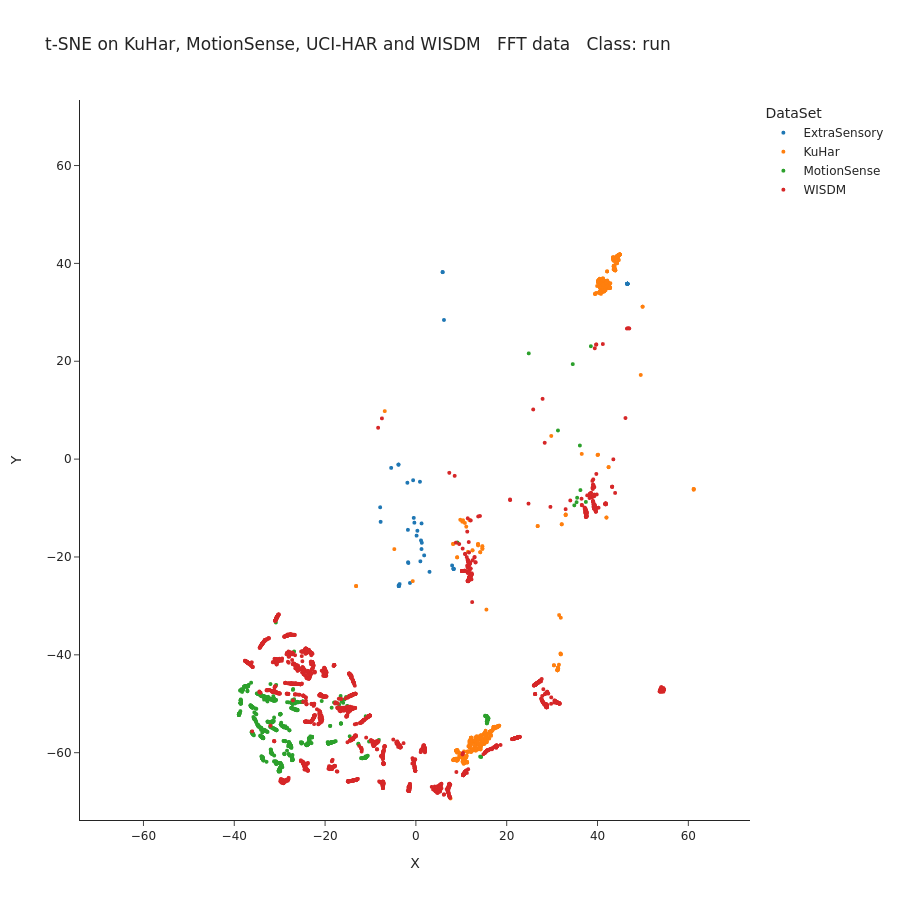 t-SNE on KuHar, MotionSense, UCI-HAR and WISDM   FFT data   Class: run
DataSet
ExtraSensory
KuHar
MotionSense
WISDM
60
40
20
0
−20
−40
−60
Y
−60
−40
−20
0
20
40
60
X